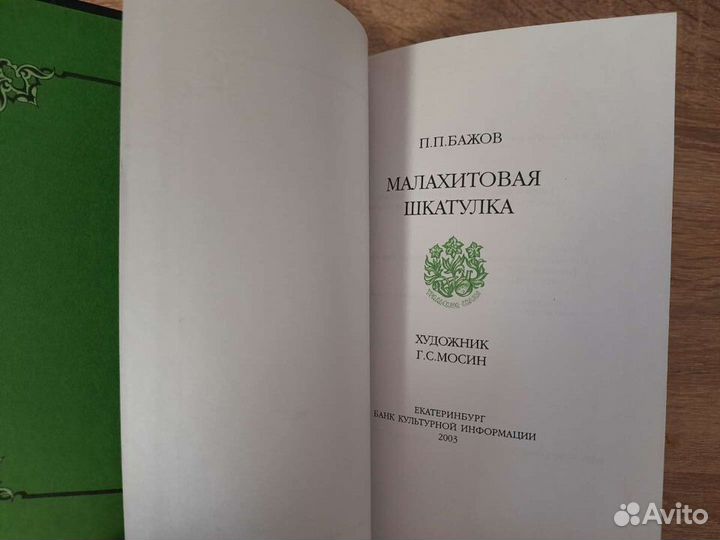 П.П.БАЖОВ
МАЛАХИТОВАЯ
ШКАТУЛКА
ХУДОЖНИК
Г.С.МОСИН
ЕКАТЕРИНБУРГ
БАНК КУЛЬТУРНОЙ ИНФОРМАЦИИ
2003
Avito